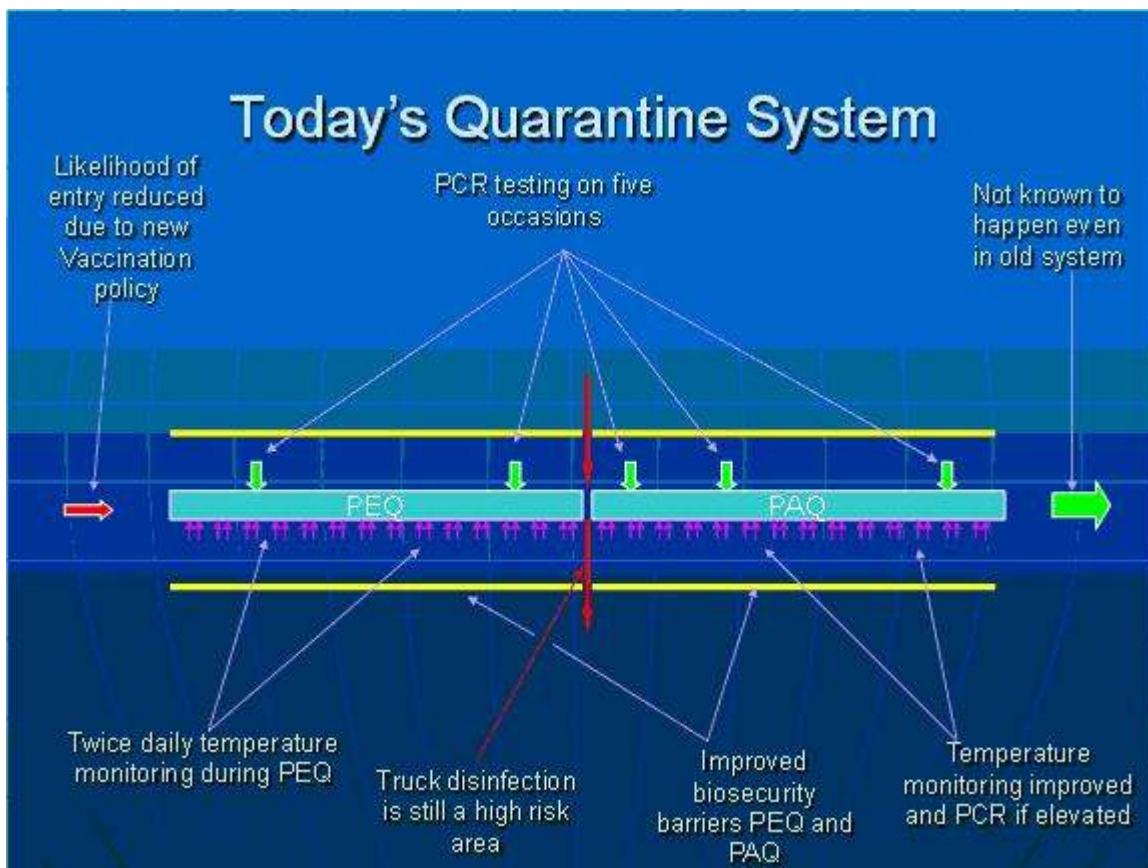 Today's Quarantine System
Likelihood of
entry reduced
due to new
Vaccination
policy
PCR testing on five
occasions
Not known to
happen even
in old system
PEQ
PAQ
Twice daily temperature
monitoring during PEQ
Truck disinfection
is still a high risk
area
Improved
biosecurity
barriers PEQ and
PAQ
Temperature
monitoring improved
and PCR if elevated